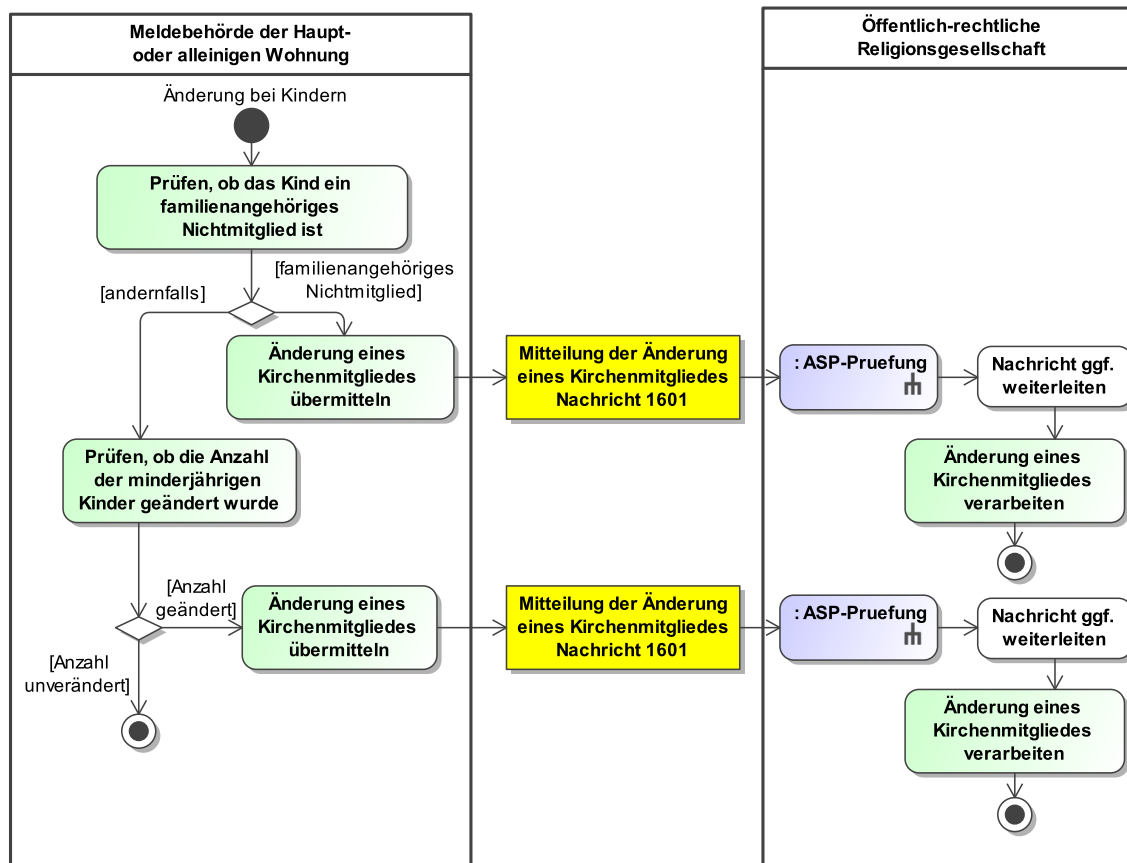 Meldebehörde der Haupt-
oder alleinigen Wohnung
Öffentlich-rechtliche
Religionsgesellschaft
Änderung bei Kindern
Prüfen, ob das Kind ein
familienangehöriges
Nichtmitglied ist
[andernfalls]
[familienangehöriges
Nichtmitglied]
Änderung eines
Kirchenmitgliedes
übermitteln
Mitteilung der Änderung
eines Kirchenmitgliedes
Nachricht 1601
: ASP-Pruefung
Nachricht ggf.
weiterleiten
Änderung eines
Kirchenmitgliedes
verarbeiten
Prüfen, ob die Anzahl
der minderjährigen
Kinder geändert wurde
[Anzahl
geändert]
Änderung eines
Kirchenmitgliedes
übermitteln
Mitteilung der Änderung
eines Kirchenmitgliedes
Nachricht 1601
: ASP-Pruefung
Nachricht ggf.
weiterleiten
Änderung eines
Kirchenmitgliedes
verarbeiten
[Anzahl
unverändert]